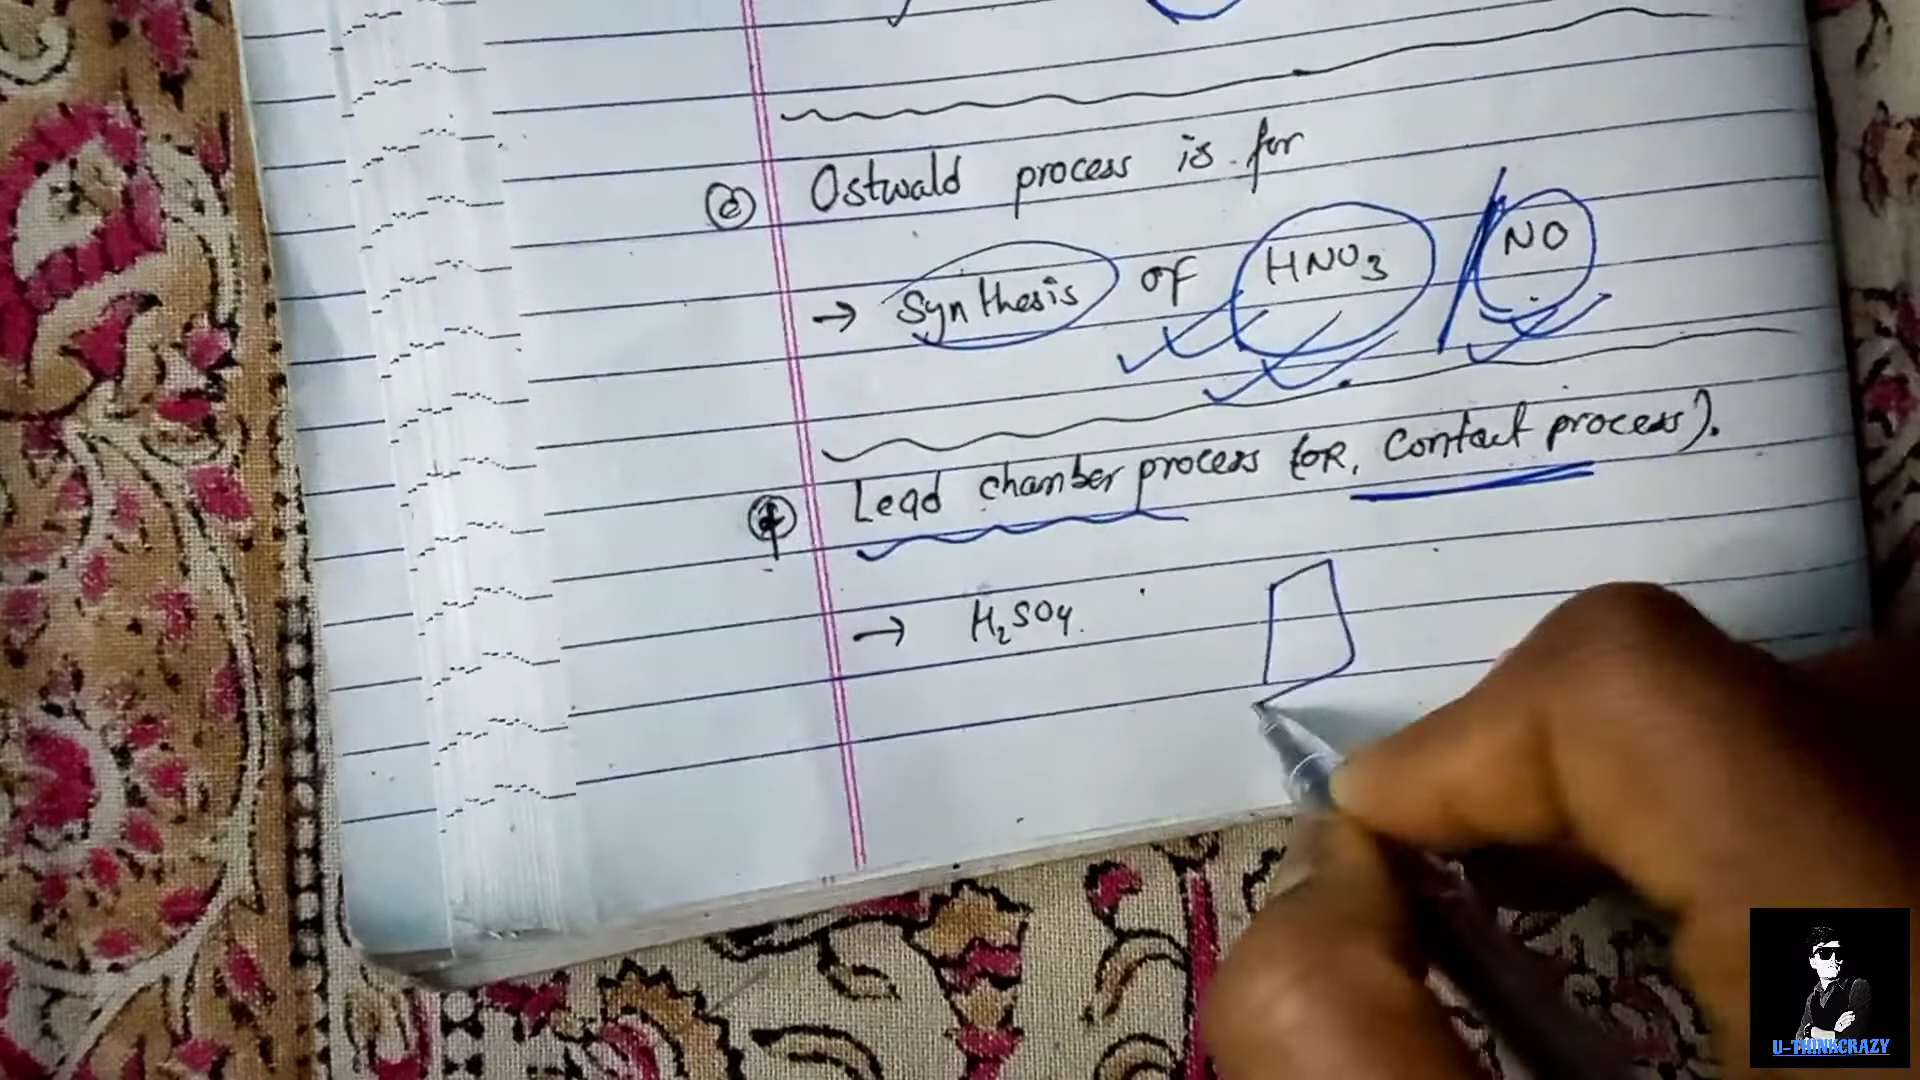 ⓔ Ostwald process is for
→ Synthesis of HNO3 / NO
ⓕ Lead chamber process (OR, Contact process).
→ H2SO4.
U-THINKCRAZY